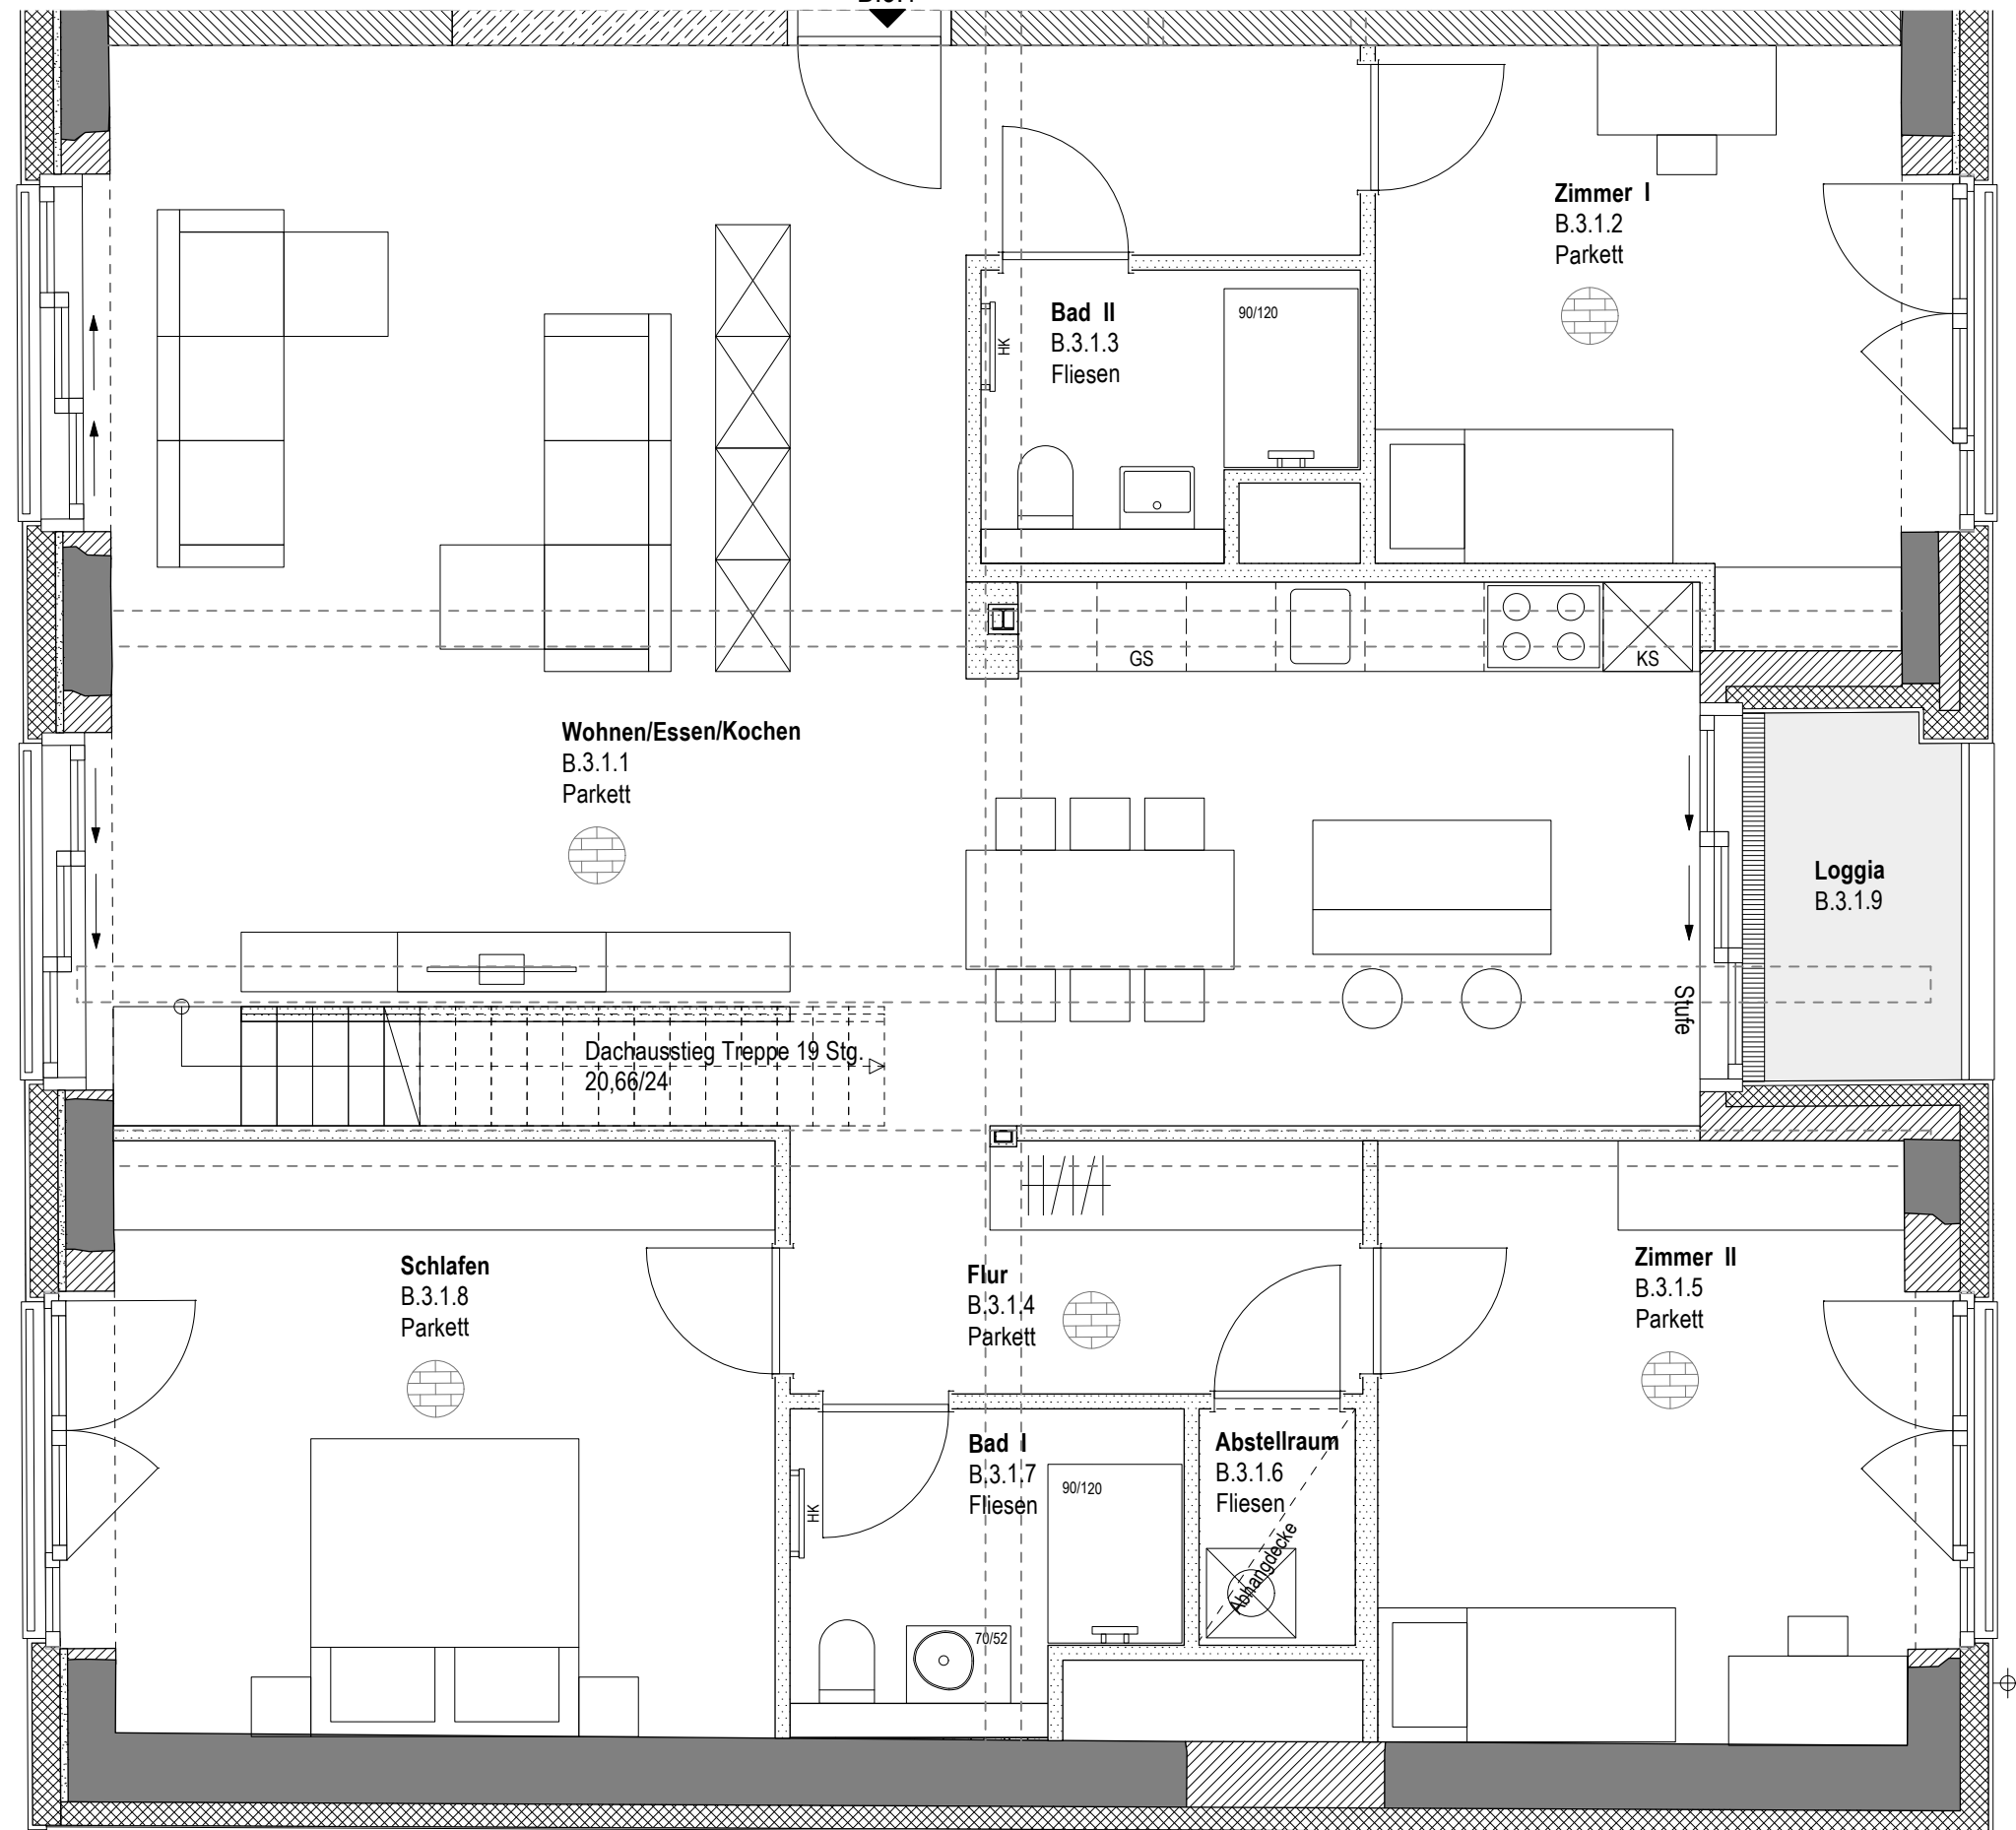 Zimmer I
B.3.1.2
Parkett
Bad II
B.3.1.3
Fliesen
90/120
HK
GS
KS
Wohnen/Essen/Kochen
B.3.1.1
Parkett
Loggia
B.3.1.9
Stufe
Dachausstieg Treppe 19 Stg.
20,66/24
Schlafen
B.3.1.8
Parkett
Flur
B.3.1.4
Parkett
Zimmer II
B.3.1.5
Parkett
Bad I
B.3.1.7
Fliesen
90/120
HK
70/52
Abstellraum
B.3.1.6
Fliesen
Abhangdecke